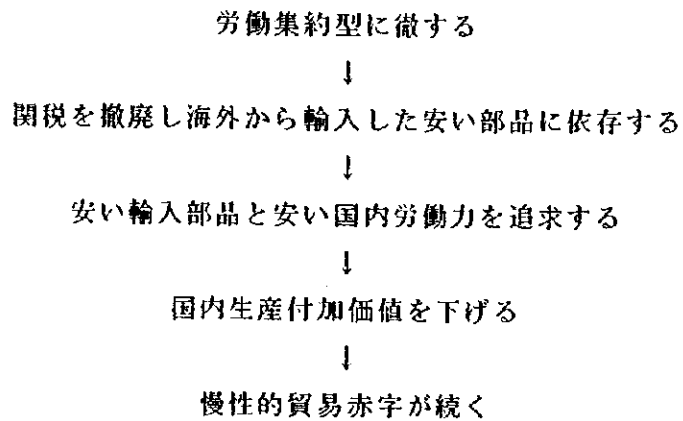 労働集約型に徹する
↓
関税を撤廃し海外から輸入した安い部品に依存する
↓
安い輸入部品と安い国内労働力を追求する
↓
国内生産付加価値を下げる
↓
慢性的貿易赤字が続く